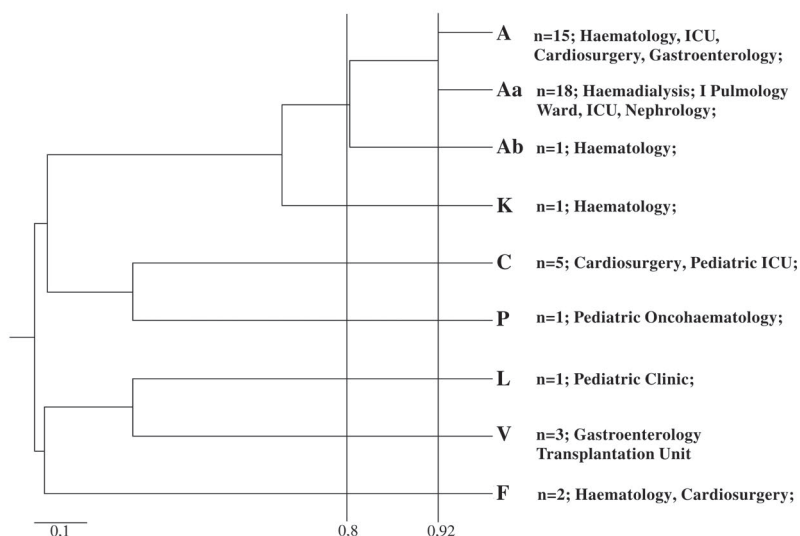 A n=15; Haematology, ICU,
Cardiosurgery, Gastroenterology;
Aa n=18; Haemadialysis; I Pulmology
Ward, ICU, Nephrology;
Ab n=1; Haematology;
K n=1; Haematology;
C n=5; Cardiosurgery, Pediatric ICU;
P n=1; Pediatric Oncohaematology;
L n=1; Pediatric Clinic;
V n=3; Gastroenterology
Transplantation Unit
F n=2; Haematology, Cardiosurgery;
0.1 0.8 0.92